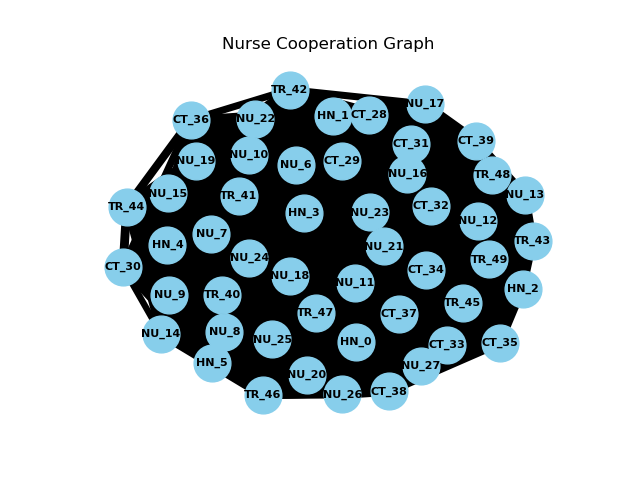 Nurse Cooperation Graph
TR_42
NU_17
CT_36
NU_22
HN_1
CT_28
CT_39
CT_31
NU_19
NU_10
NU_6
CT_29
NU_16
TR_48
NU_15
TR_41
NU_13
TR_44
HN_3
NU_23
CT_32
NU_12
HN_4
NU_7
NU_21
TR_43
CT_30
NU_24
NU_18
CT_34
TR_49
NU_9
TR_40
NU_11
HN_2
TR_47
CT_37
TR_45
NU_14
NU_8
NU_25
HN_0
CT_33
CT_35
HN_5
NU_20
NU_27
TR_46
NU_26
CT_38